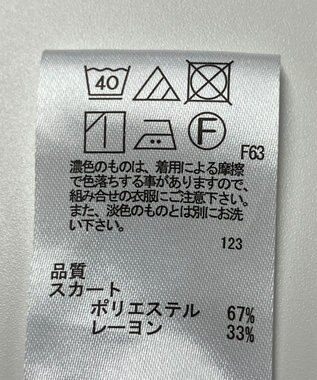 40
F
F63
濃色のものは、着用による摩擦
で色落ちする事がありますので、
組み合せの衣服にご注意下さい。
また、淡色のものとは別にお洗
い下さい。
123
品質
スカート
ポリエステル 67%
レーヨン 33%